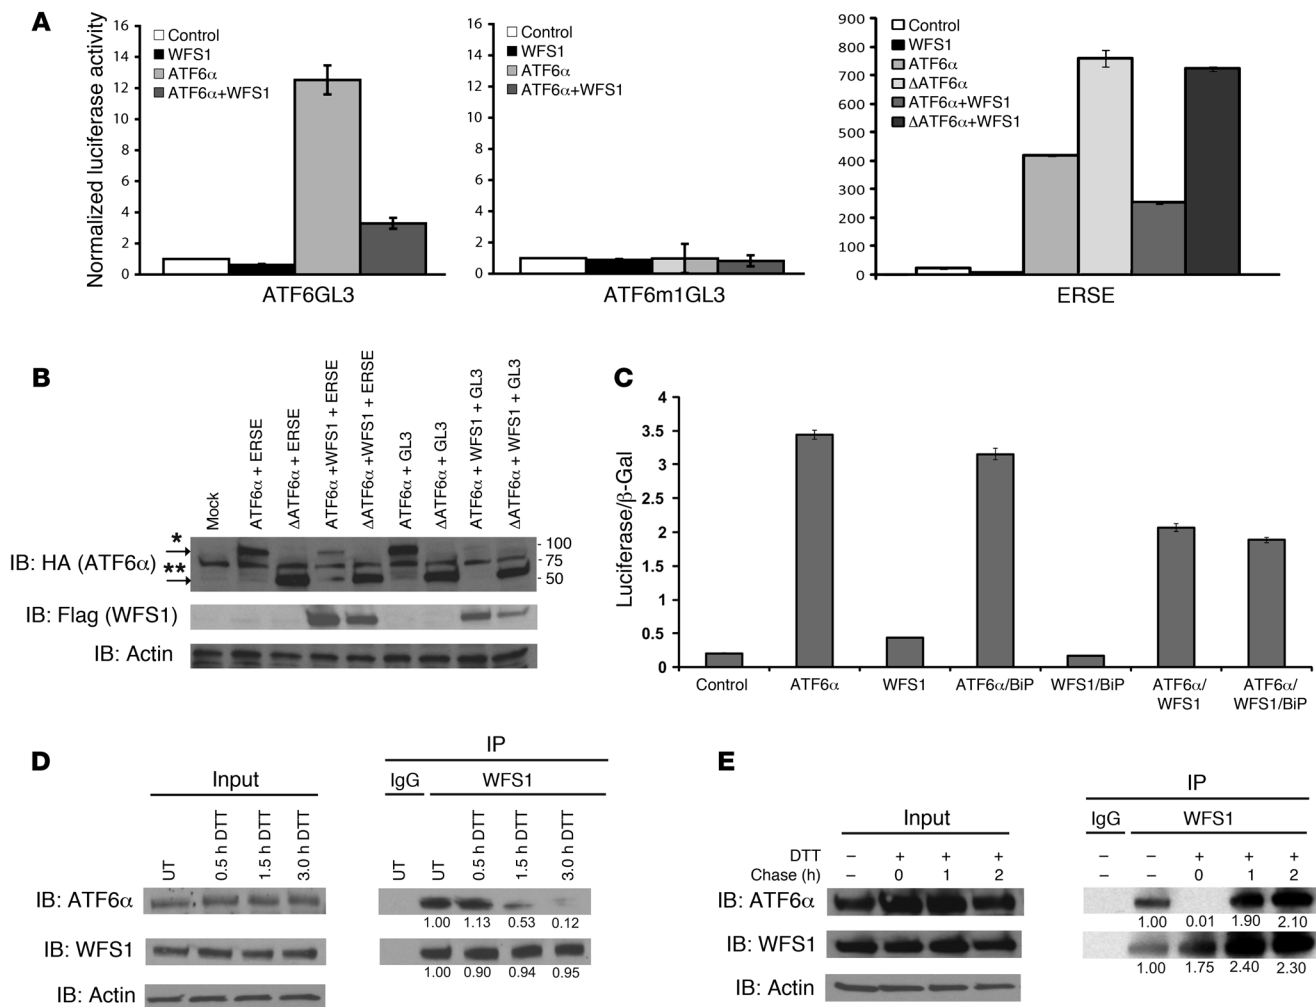 A
Normalized luciferase activity
16
14
12
10
8
6
4
2
0
Control
WFS1
ATF6α
ATF6α+WFS1
ATF6GL3
16
14
12
10
8
6
4
2
0
Control
WFS1
ATF6α
ATF6α+WFS1
ATF6m1GL3
900
800
700
600
500
400
300
200
100
0
Control
WFS1
ATF6α
ΔATF6α
ATF6α+WFS1
ΔATF6α+WFS1
ERSE
B
Mock
ATF6α + ERSE
ΔATF6α + ERSE
ATF6α +WFS1 + ERSE
ΔATF6α +WFS1 + ERSE
ATF6α + GL3
ΔATF6α + GL3
ATF6α + WFS1 + GL3
ΔATF6α + WFS1 + GL3
*
IB: HA (ATF6α)
**
- 100
- 75
- 50
IB: Flag (WFS1)
IB: Actin
C
Luciferase/β-Gal
4
3.5
3
2.5
2
1.5
1
0.5
0
Control
ATF6α
WFS1
ATF6α/BiP
WFS1/BiP
ATF6α/
WFS1
ATF6α/
WFS1/BiP
D
Input
UT
0.5 h DTT
1.5 h DTT
3.0 h DTT
IP
IgG
WFS1
UT
UT
0.5 h DTT
1.5 h DTT
3.0 h DTT
IB: ATF6α
1.00 1.13 0.53 0.12
IB: WFS1
1.00 0.90 0.94 0.95
IB: Actin
E
Input
IP
IgG
WFS1
DTT – + + +
– – + + +
Chase (h) – 0 1 2
– – 0 1 2
IB: ATF6α
1.00 0.01 1.90 2.10
IB: WFS1
1.00 1.75 2.40 2.30
IB: Actin